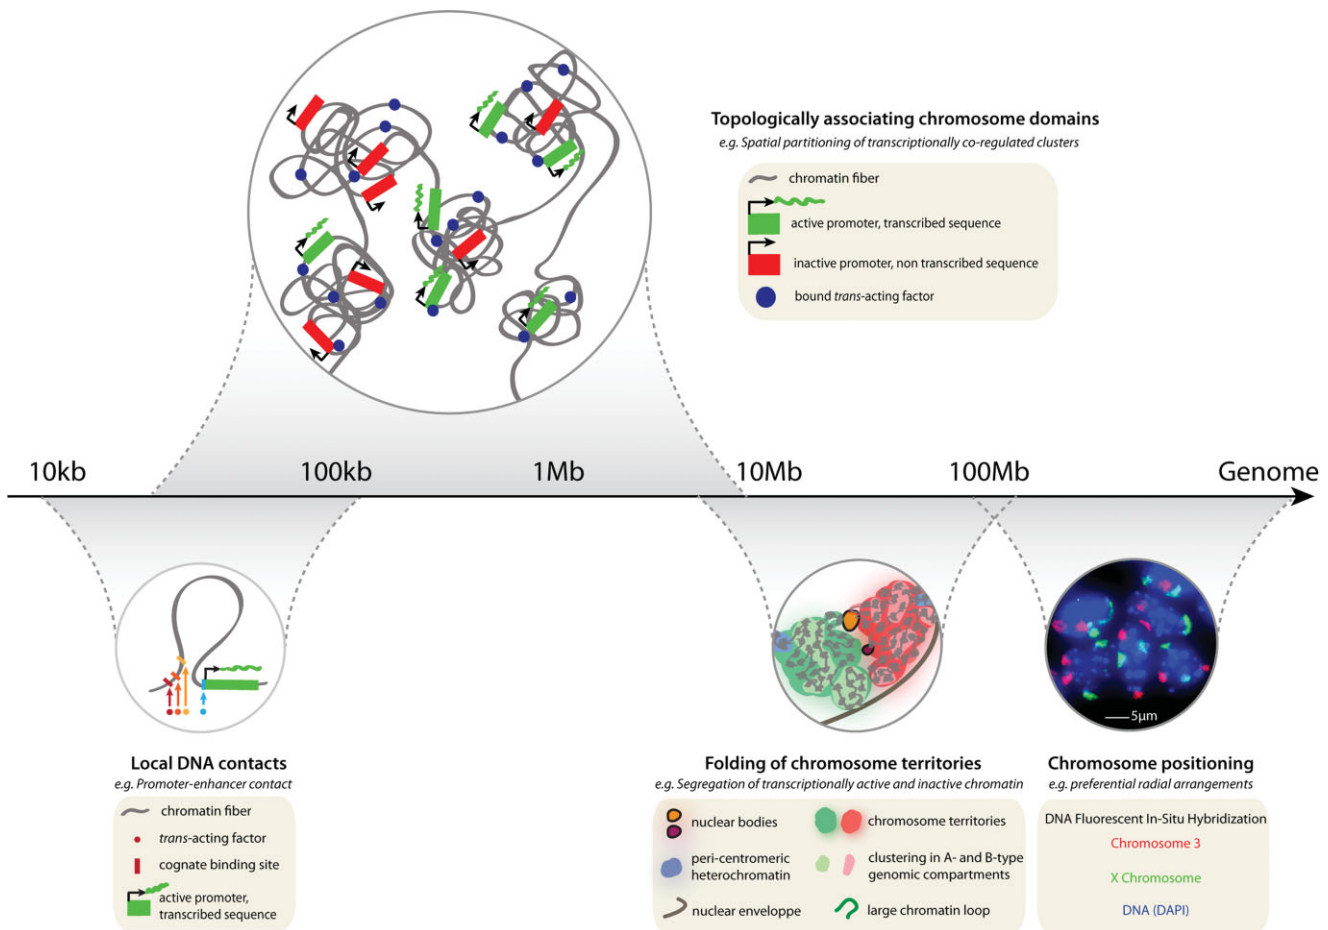 Topologically associating chromosome domains
e.g. Spatial partitioning of transcriptionally co-regulated clusters
chromatin fiber
active promoter, transcribed sequence
inactive promoter, non transcribed sequence
bound trans-acting factor
10kb
100kb
1Mb
10Mb
100Mb
Genome
5µm
Local DNA contacts
e.g. Promoter-enhancer contact
chromatin fiber
trans-acting factor
cognate binding site
active promoter,
transcribed sequence
Folding of chromosome territories
e.g. Segregation of transcriptionally active and inactive chromatin
nuclear bodies
chromosome territories
peri-centromeric
heterochromatin
clustering in A- and B-type
genomic compartments
nuclear enveloppe
large chromatin loop
Chromosome positioning
e.g. preferential radial arrangements
DNA Fluorescent In-Situ Hybridization
Chromosome 3
X Chromosome
DNA (DAPI)